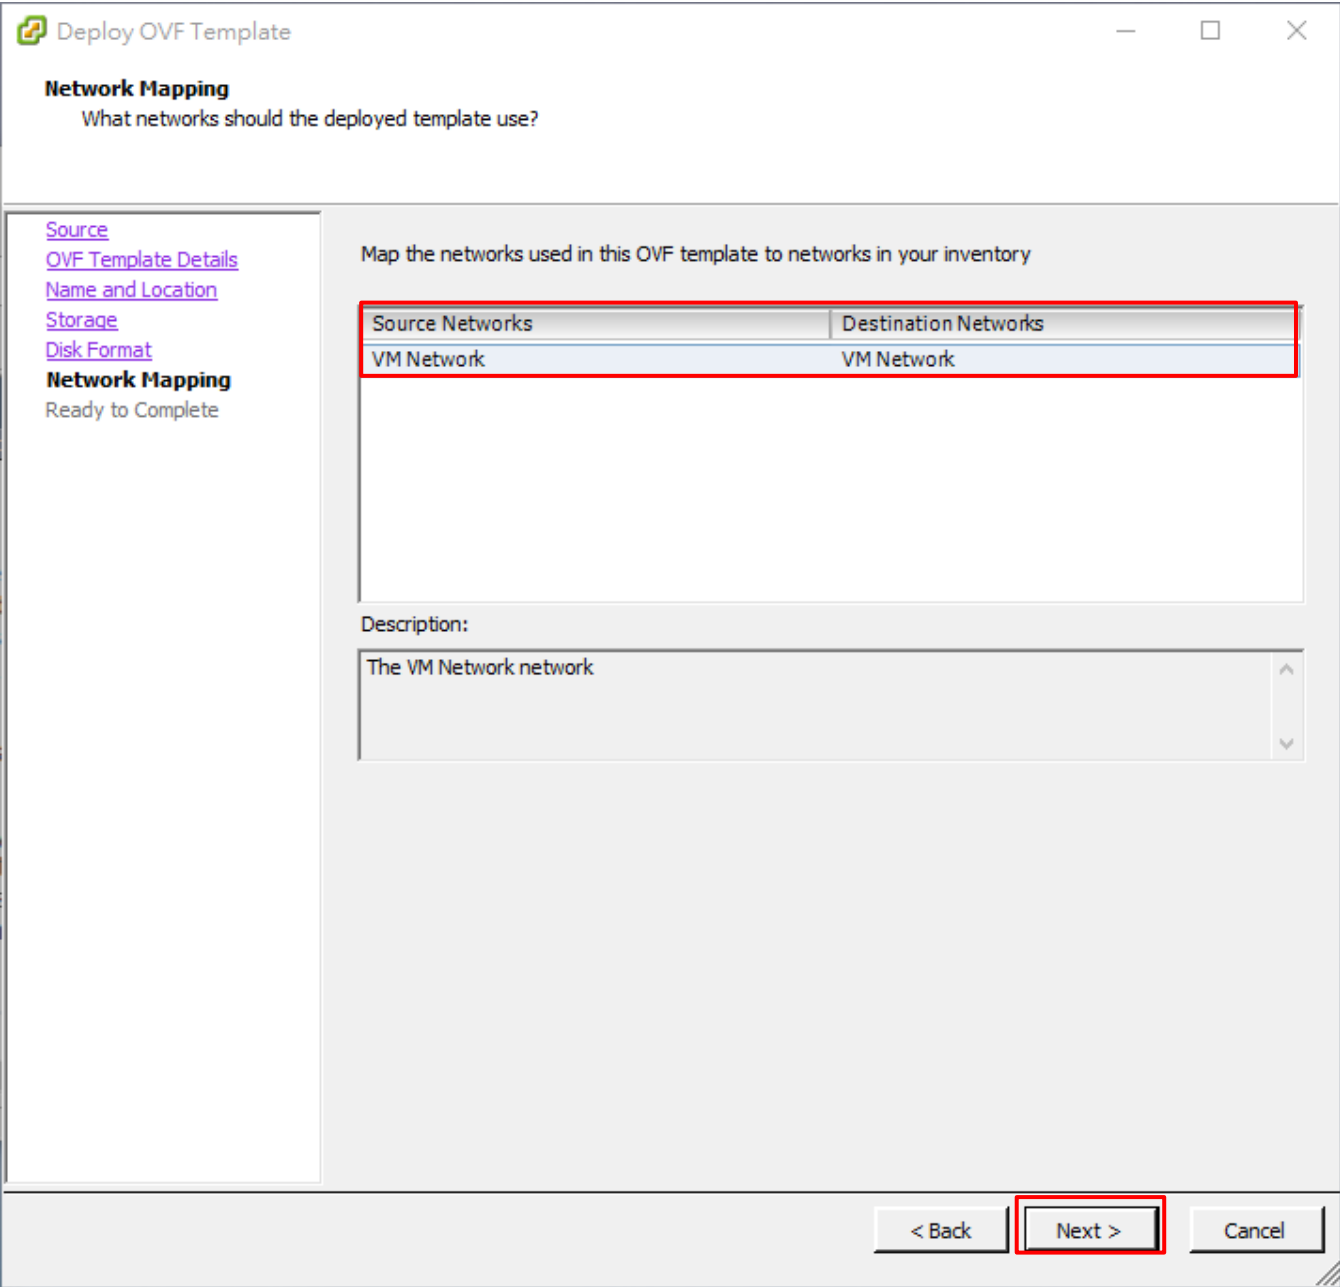 Deploy OVF Template
Network Mapping
What networks should the deployed template use?
Source
OVF Template Details
Name and Location
Storage
Disk Format
Network Mapping
Ready to Complete
Map the networks used in this OVF template to networks in your inventory
Source Networks Destination Networks
VM Network VM Network
Description:
The VM Network network
< Back Next > Cancel